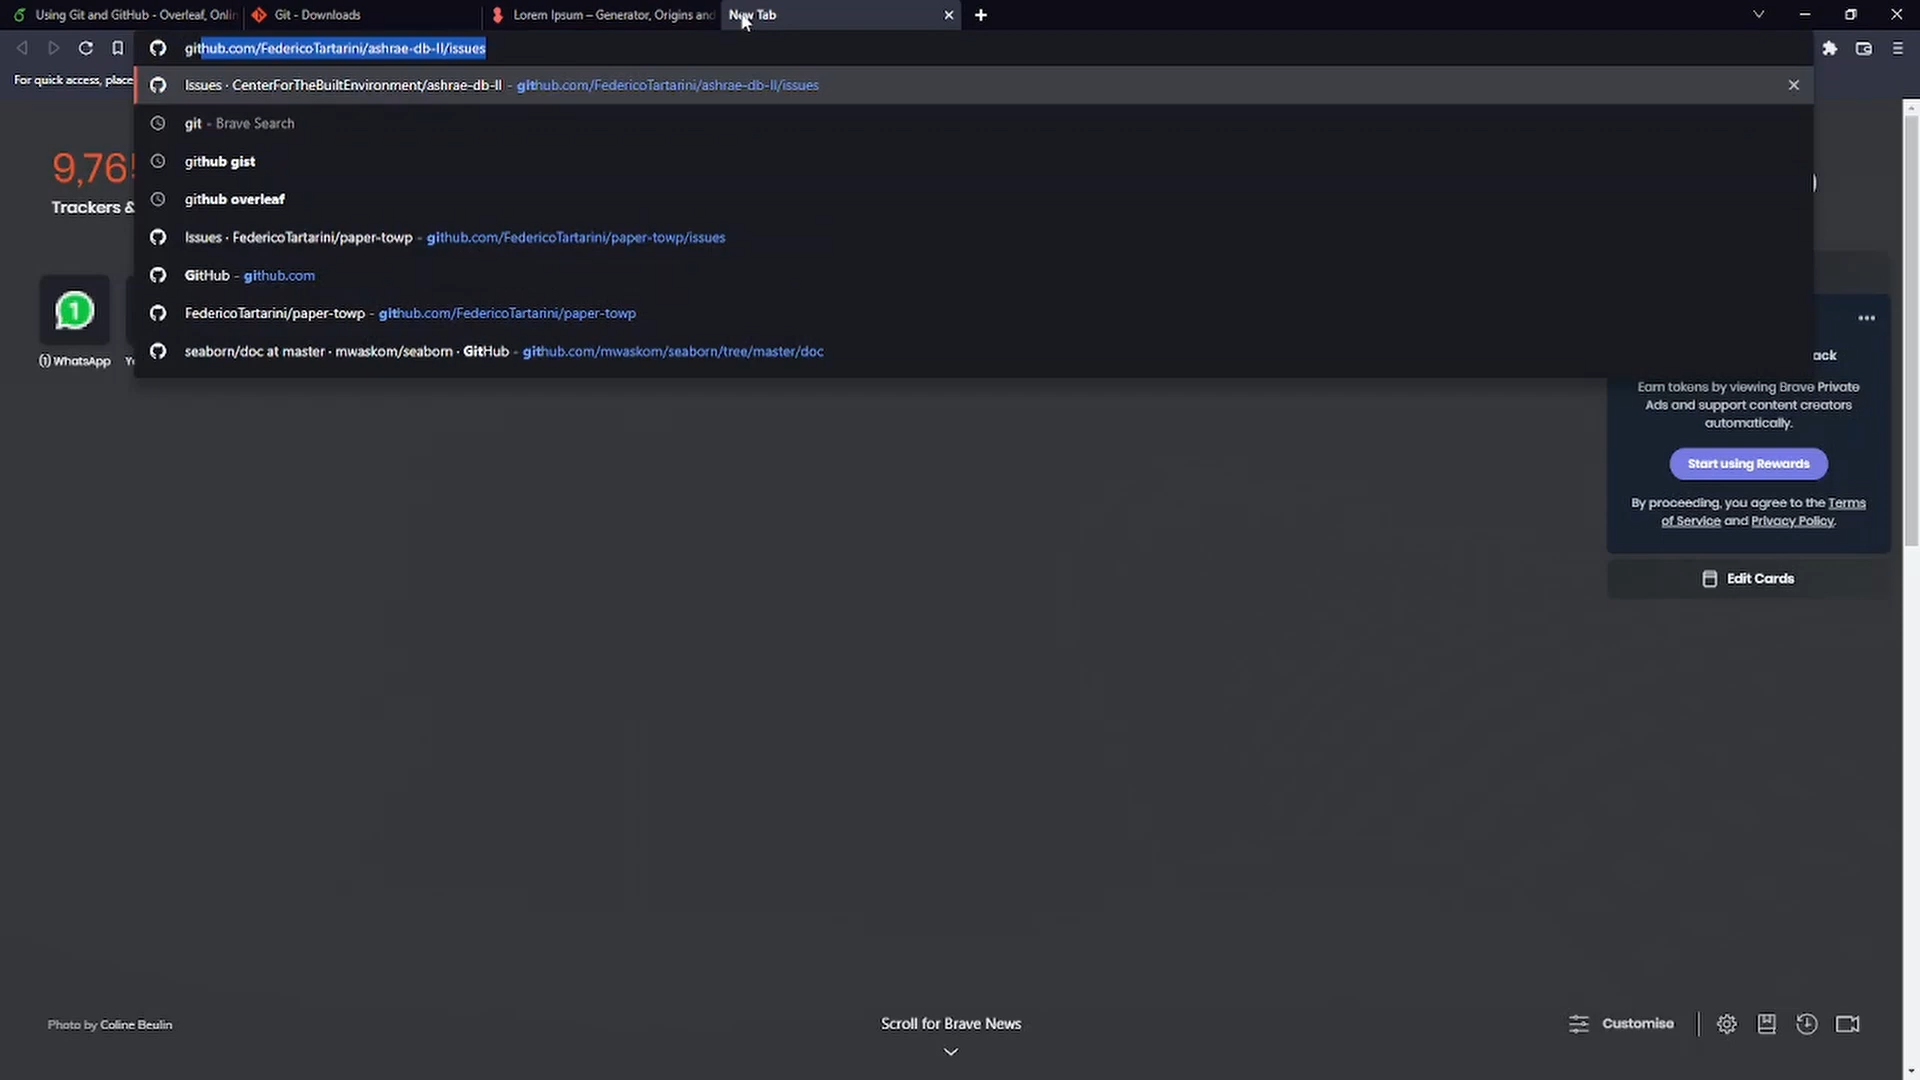 Using Git and GitHub - Overleaf, Onli
Git - Downloads
Lorem Ipsum – Generator, Origins and
New Tab
github.com/FedericoTartarini/ashrae-db-II/issues
For quick access, place
Issues · CenterForTheBuiltEnvironment/ashrae-db-II - github.com/FedericoTartarini/ashrae-db-II/issues
git - Brave Search
github gist
github overleaf
Issues · FedericoTartarini/paper-towp - github.com/FedericoTartarini/paper-towp/issues
GitHub - github.com
FedericoTartarini/paper-towp - github.com/FedericoTartarini/paper-towp
seaborn/doc at master · mwaskom/seaborn · GitHub - github.com/mwaskom/seaborn/tree/master/doc
9,765
Trackers &
(1) WhatsApp
ack
Earn tokens by viewing Brave Private
Ads and support content creators
automatically.
Start using Rewards
By proceeding, you agree to the Terms
of Service and Privacy Policy.
Edit Cards
Photo by Coline Beulin
Scroll for Brave News
Customise